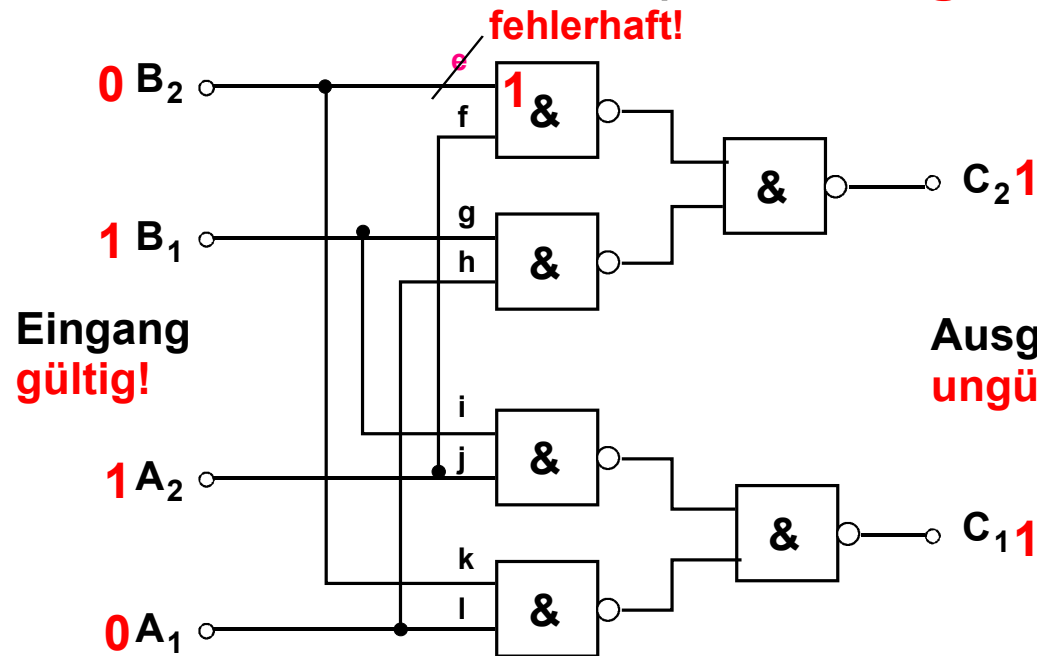 fehlerhaft!
e
0 B2
1
&
f
&
C2 1
g
1 B1
h
&
Eingang
gültig!
Ausg
ungü
i
&
j
1 A2
&
C1 1
k
l
&
0 A1